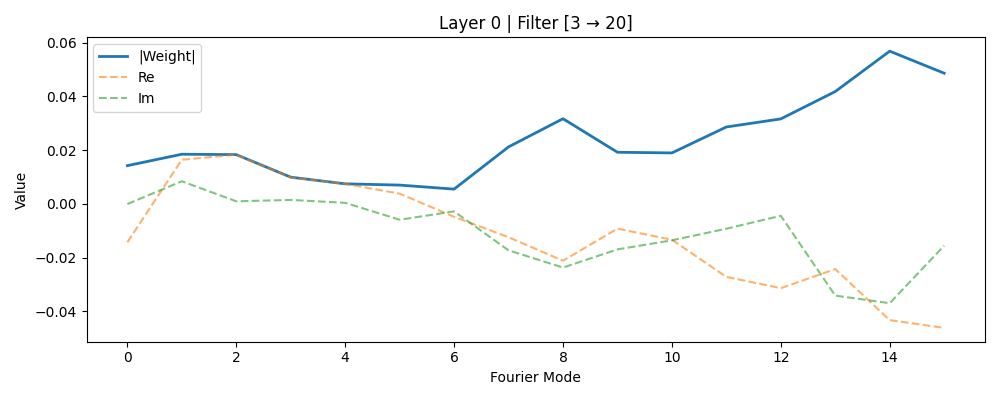 Layer 0 | Filter [3 → 20]
|Weight|
Re
Im
Value
0.06
0.04
0.02
0.00
−0.02
−0.04
0 2 4 6 8 10 12 14
Fourier Mode